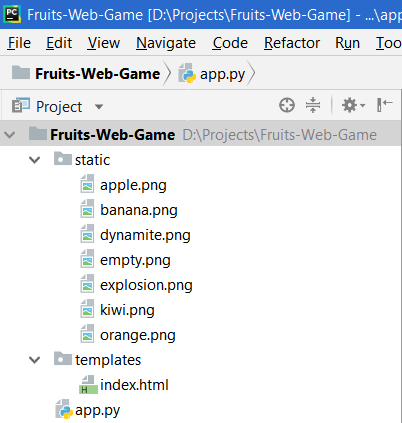 PC Fruits-Web-Game [D:\Projects\Fruits-Web-Game] - ...\app
File Edit View Navigate Code Refactor Run Too
Fruits-Web-Game app.py
Project
Fruits-Web-Game D:\Projects\Fruits-Web-Game
static
apple.png
banana.png
dynamite.png
empty.png
explosion.png
kiwi.png
orange.png
templates
H index.html
app.py